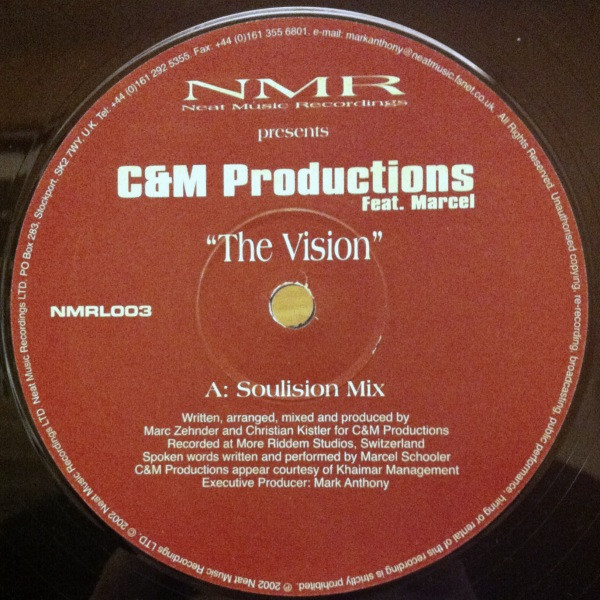 NMR
Neat Music Recordings
presents
C&M Productions
Feat. Marcel
“The Vision”
NMRL003
A: Soulision Mix
Written, arranged, mixed and produced by
Marc Zehnder and Christian Kistler for C&M Productions
Recorded at More Riddem Studios, Switzerland
Spoken words written and performed by Marcel Schooler
C&M Productions appear courtesy of Khaimar Management
Executive Producer: Mark Anthony
℗ 2002 Neat Music Recordings LTD © 2002 Neat Music Recordings LTD Neat Music Recordings LTD, PO Box 283, Stockport, SK2 7WY, U.K. Tel: +44 (0)161 292 5355. Fax: +44 (0)161 355 6801. e-mail: markanthony@neatmusic.fsnet.co.uk All Rights Reserved. Unauthorised copying, re-recording, broadcasting, public performance, hiring or rental of this recording is strictly prohibited.